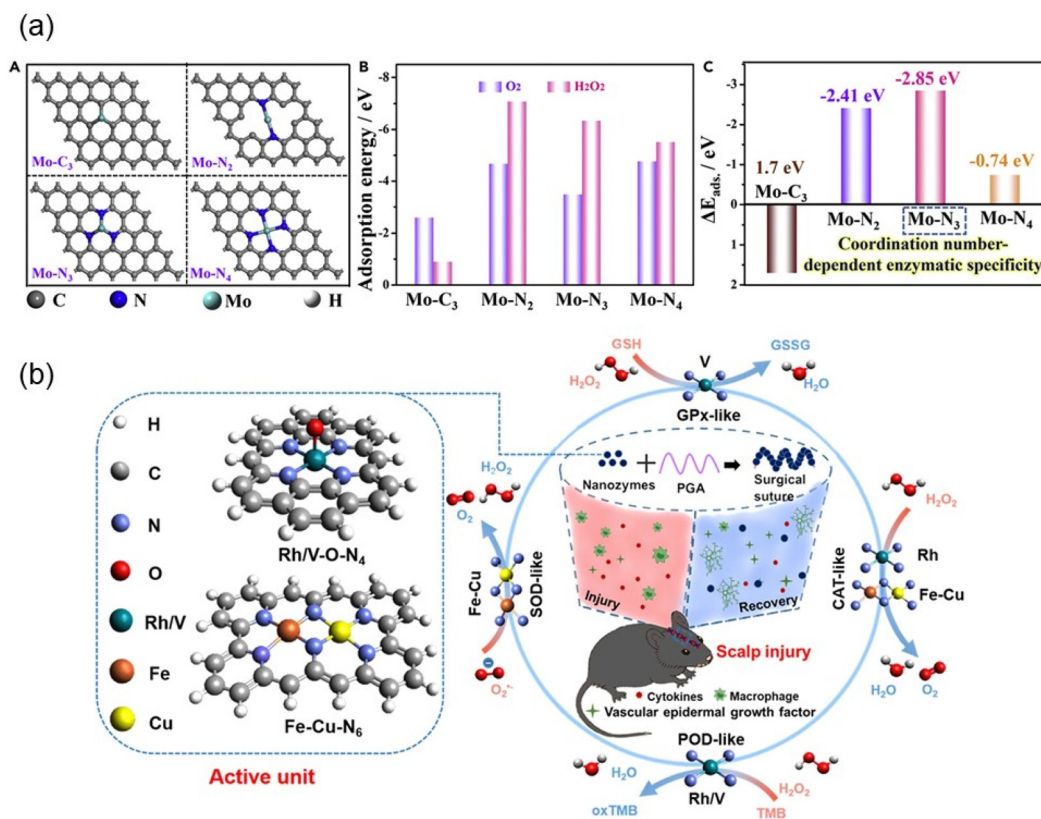 (a)
A
Mo-C₃
Mo-N₂
Mo-N₃
Mo-N₄
C N Mo H
B
Adsorption energy / eV
-8
-6
-4
-2
0
O₂ H₂O₂
Mo-C₃ Mo-N₂ Mo-N₃ Mo-N₄
C
ΔE_ads. / eV
-3
-2
-1
0
1
2
1.7 eV
Mo-C₃
-2.41 eV
Mo-N₂
-2.85 eV
Mo-N₃
-0.74 eV
Mo-N₄
Coordination number-
dependent enzymatic specificity
(b)
H
C
N
O
Rh/V
Fe
Cu
Rh/V-O-N₄
Fe-Cu-N₆
Active unit
GSH
H₂O₂
V
GSSG
H₂O
GPx-like
Nanozymes
PGA
Surgical
suture
Injury
Recovery
H₂O₂
O₂
Fe-Cu
SOD-like
O₂•-
CAT-like
H₂O₂
Rh
Fe-Cu
H₂O
O₂
Scalp injury
Cytokines Macrophage
Vascular epidermal growth factor
POD-like
Rh/V
H₂O
oxTMB
H₂O₂
TMB